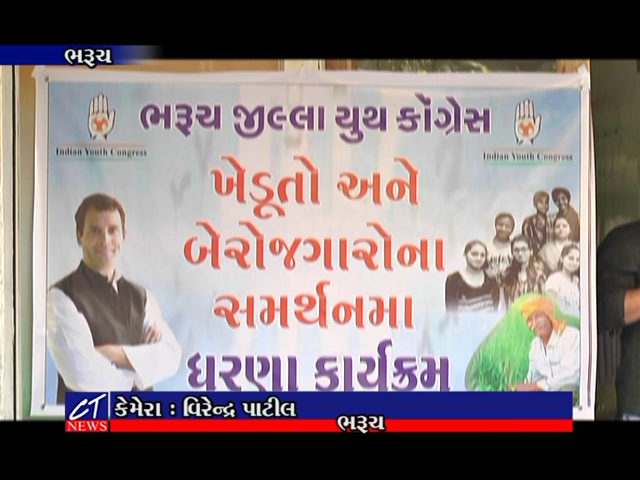 ભરૂચ
ભરૂચ જીલ્લા યુથ કોંગ્રેસ
Indian Youth Congress
Indian Youth Congress
ખેડૂતો અને
બેરોજગારોના
સમર્થનમા
ધરણા કાર્યક્રમ
CT NEWS
કેમેરા : વિરેન્દ્ર પાટીલ
ભરૂચ